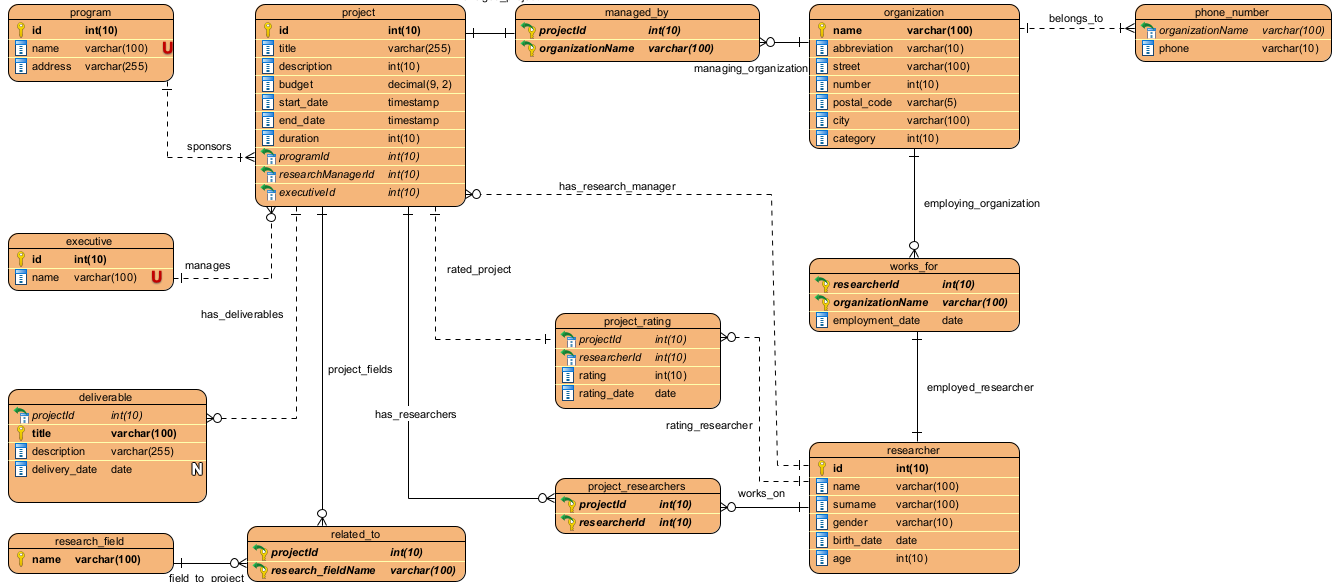 program
id int(10)
name varchar(100) U
address varchar(255)
project
id int(10)
title varchar(255)
description int(10)
budget decimal(9, 2)
start_date timestamp
end_date timestamp
duration int(10)
programId int(10)
researchManagerId int(10)
executiveId int(10)
managed_by
projectId int(10)
organizationName varchar(100)
managing_organization
organization
name varchar(100)
abbreviation varchar(10)
street varchar(100)
number int(10)
postal_code varchar(5)
city varchar(100)
category int(10)
belongs_to
phone_number
organizationName varchar(100)
phone varchar(10)
sponsors
has_research_manager
employing_organization
executive
id int(10)
name varchar(100) U
manages
rated_project
works_for
researcherId int(10)
organizationName varchar(100)
employment_date date
has_deliverables
project_rating
projectId int(10)
researcherId int(10)
rating int(10)
rating_date date
project_fields
employed_researcher
deliverable
projectId int(10)
title varchar(100)
description varchar(255)
delivery_date date N
has_researchers
rating_researcher
researcher
id int(10)
name varchar(100)
surname varchar(100)
gender varchar(10)
birth_date date
age int(10)
project_researchers
projectId int(10)
researcherId int(10)
works_on
research_field
name varchar(100)
field_to_project
related_to
projectId int(10)
research_fieldName varchar(100)